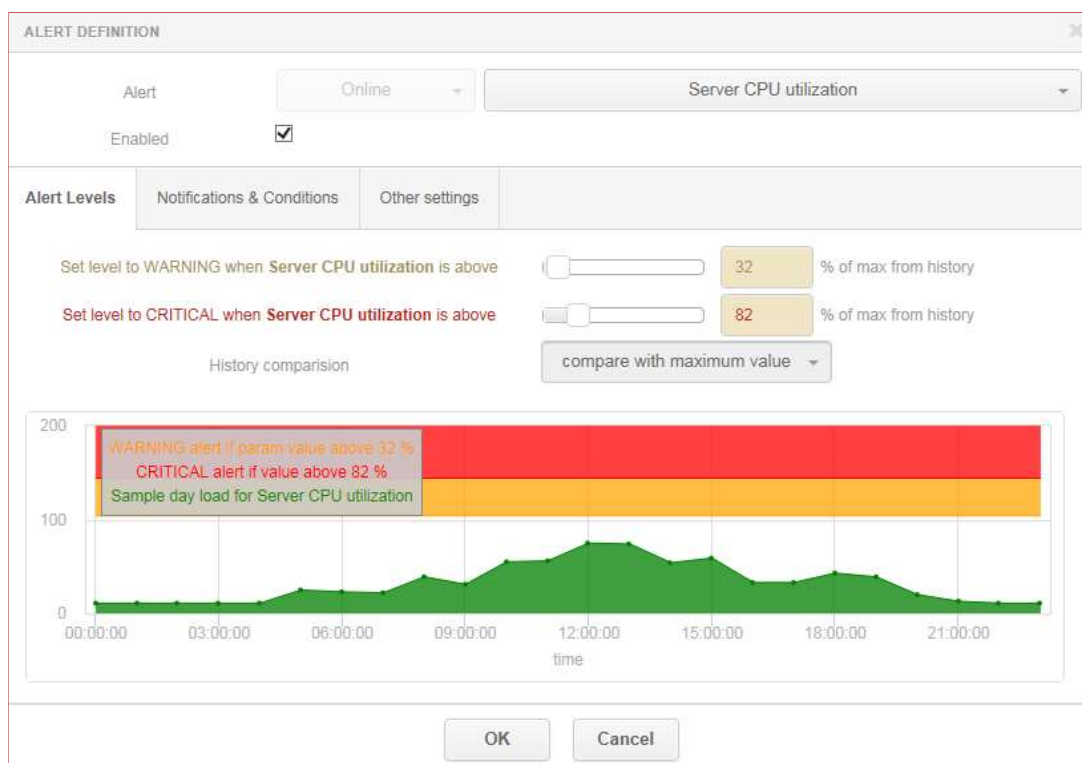 ALERT DEFINITION
Alert
Online
Server CPU utilization
Enabled
Alert Levels
Notifications & Conditions
Other settings
Set level to WARNING when Server CPU utilization is above
32
% of max from history
Set level to CRITICAL when Server CPU utilization is above
82
% of max from history
History comparision
compare with maximum value
200
WARNING alert if param value above 32 %
CRITICAL alert if value above 82 %
Sample day load for Server CPU utilization
100
0
00:00:00
03:00:00
06:00:00
09:00:00
12:00:00
15:00:00
18:00:00
21:00:00
time
OK
Cancel